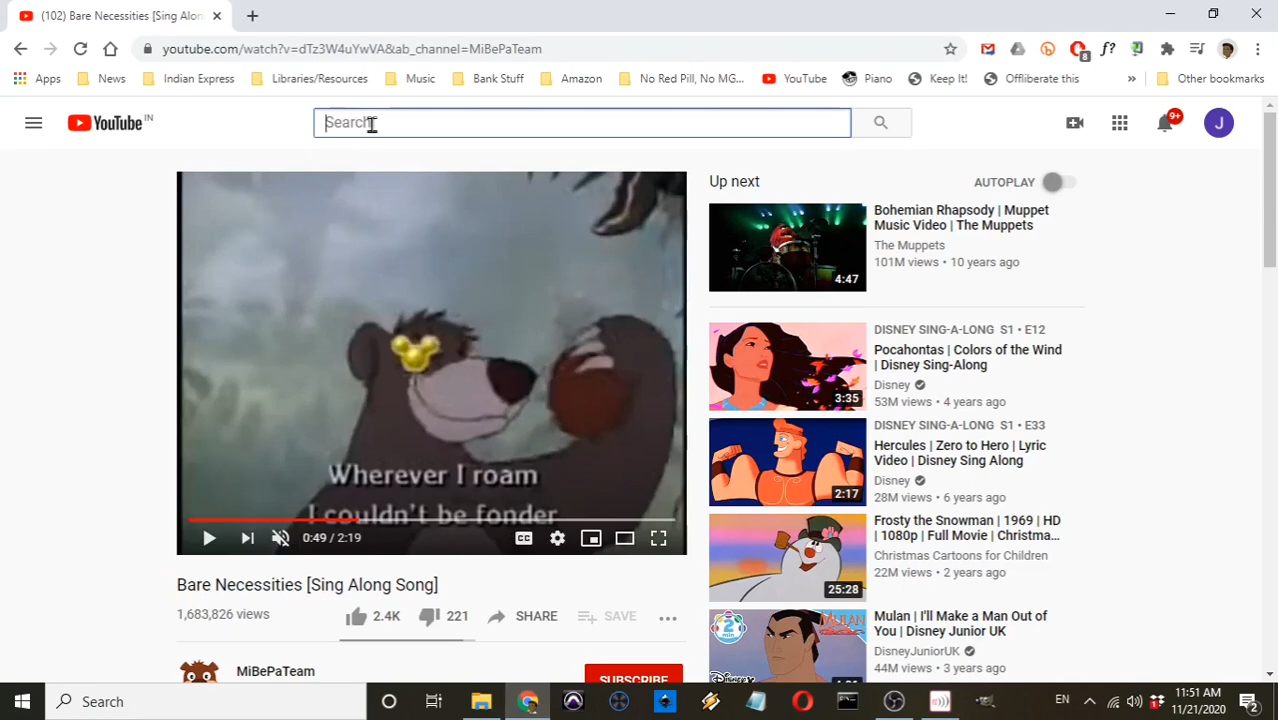 (102) Bare Necessities [Sing Alon
youtube.com/watch?v=dTz3W4uYwVA&ab_channel=MiBePaTeam
8
f?
Apps
News
Indian Express
Libraries/Resources
Music
Bank Stuff
Amazon
No Red Pill, No MG...
YouTube
Piano
Keep It!
Offliberate this
»
Other bookmarks
YouTube IN
Search
9+
J
Wherever I roam
I couldn't be fonder
0:49 / 2:19
CC
Bare Necessities [Sing Along Song]
1,683,826 views
2.4K
221
SHARE
SAVE
MiBePaTeam
SUBSCRIBE
Up next
AUTOPLAY
4:47
Bohemian Rhapsody | Muppet
Music Video | The Muppets
The Muppets
101M views • 10 years ago
3:35
DISNEY SING-A-LONG S1 • E12
Pocahontas | Colors of the Wind
| Disney Sing-Along
Disney
53M views • 4 years ago
2:17
DISNEY SING-A-LONG S1 • E33
Hercules | Zero to Hero | Lyric
Video | Disney Sing Along
Disney
28M views • 6 years ago
25:28
Frosty the Snowman | 1969 | HD
| 1080p | Full Movie | Christma...
Christmas Cartoons for Children
22M views • 2 years ago
2
min
MULAN
Mulan | I'll Make a Man Out of
You | Disney Junior UK
DisneyJuniorUK
44M views • 3 years ago
Search
EN
11:51 AM
11/21/2020
2